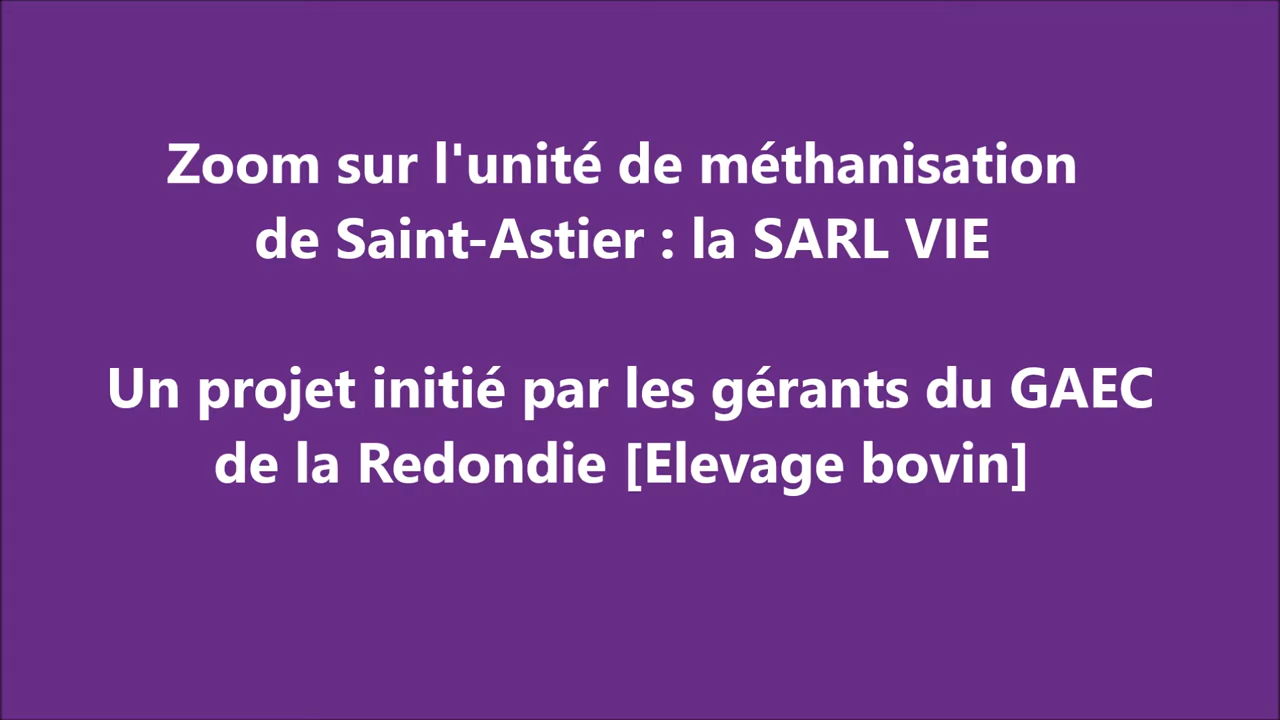 Zoom sur l'unité de méthanisation
de Saint-Astier : la SARL VIE
Un projet initié par les gérants du GAEC
de la Redondie [Elevage bovin]